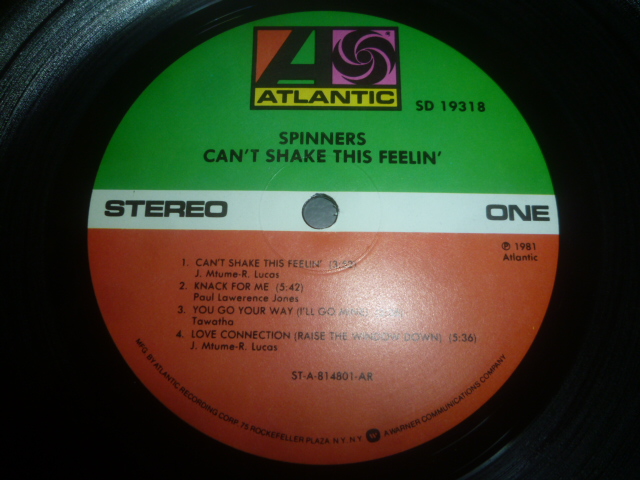 ATLANTIC
SD 19318
SPINNERS
CAN'T SHAKE THIS FEELIN'
STEREO
ONE
℗ 1981
Atlantic
1. CAN'T SHAKE THIS FEELIN'
J. Mtume-R. Lucas
2. KNACK FOR ME (5:42)
Paul Lawerence Jones
3. YOU GO YOUR WAY (I'LL GO
Tawatha
4. LOVE CONNECTION (RAISE THE WINDOW DOWN) (5:36)
J. Mtume-R. Lucas
ST-A-814801-AR
MFG. BY ATLANTIC RECORDING CORP. 75 ROCKEFELLER PLAZA N.Y. N.Y. W A WARNER COMMUNICATIONS COMPANY